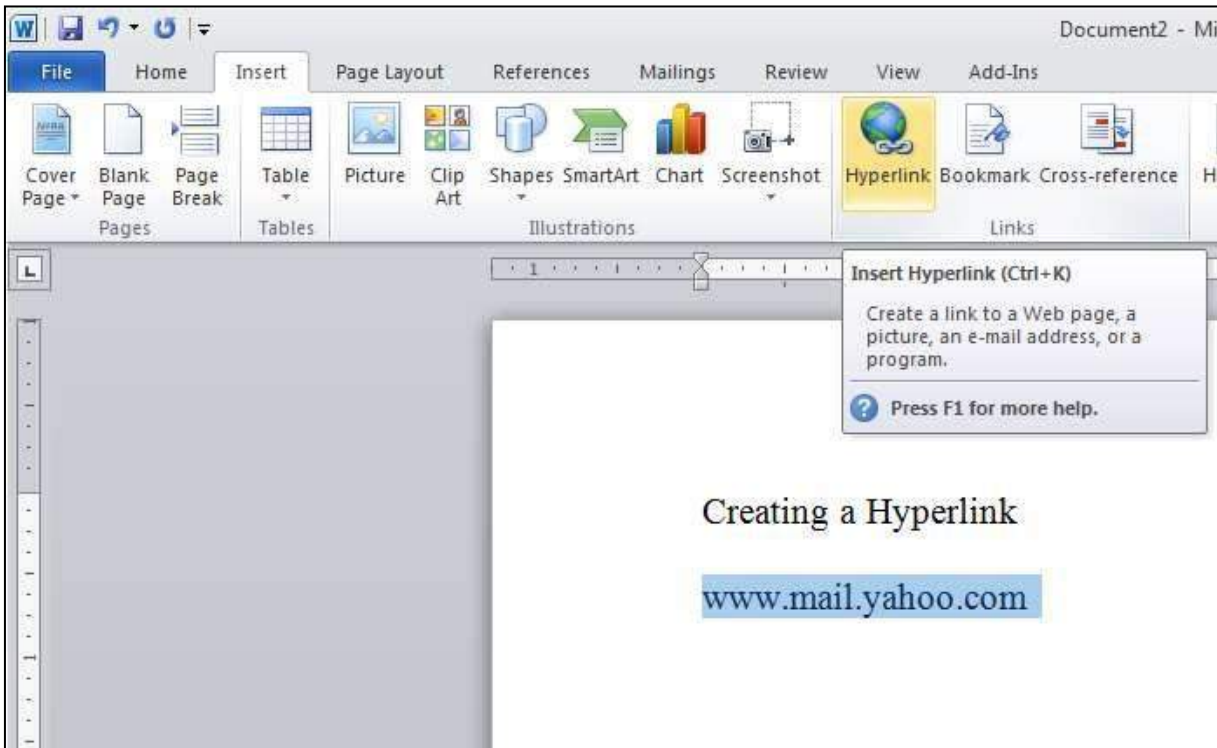 Document2 - Mi
File Home Insert Page Layout References Mailings Review View Add-Ins
Cover Blank Page Table Picture Clip Shapes SmartArt Chart Screenshot Hyperlink Bookmark Cross-reference H
Page Page Break Art
Pages Tables Illustrations Links
Insert Hyperlink (Ctrl+K)
Create a link to a Web page, a
picture, an e-mail address, or a
program.
Press F1 for more help.
Creating a Hyperlink
www.mail.yahoo.com